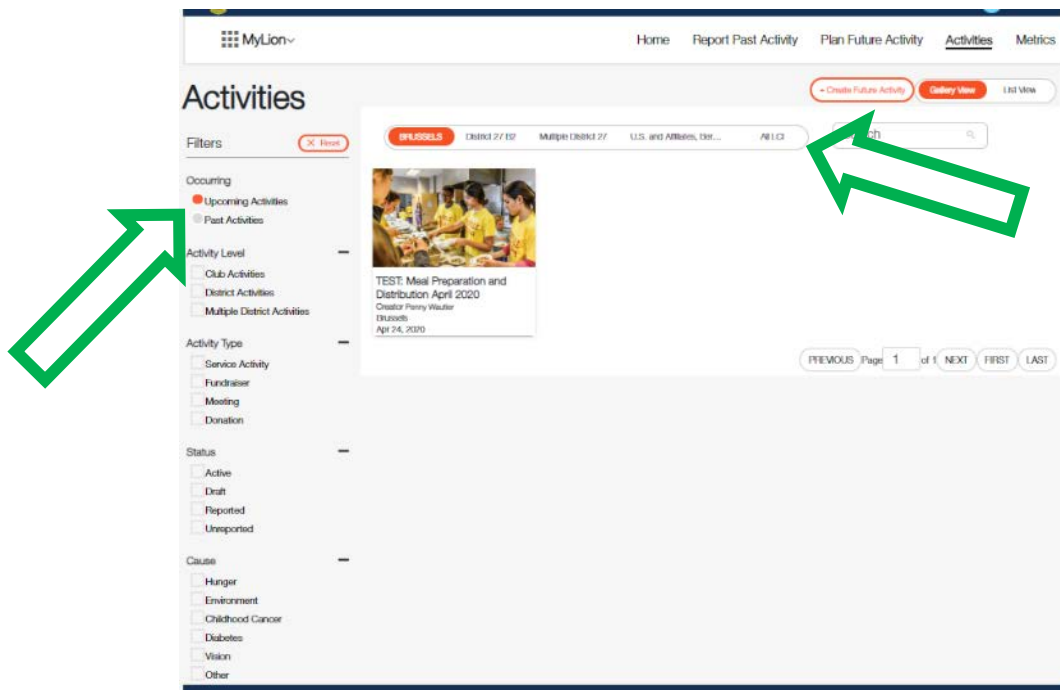 MyLion
Home Report Past Activity Plan Future Activity Activities Metrics
Activities
+ Create Future Activity Gallery View List View
Filters
X Reset
BRUSSELS District 27 B2 Multiple District 27 U.S. and Affiliates, Ber... All LCI
Occurring
Upcoming Activities
Past Activities
Activity Level
Club Activities
District Activities
Multiple District Activities
Activity Type
Service Activity
Fundraiser
Meeting
Donation
Status
Active
Draft
Reported
Unreported
Cause
Hunger
Environment
Childhood Cancer
Diabetes
Vision
Other
TEST: Meal Preparation and
Distribution April 2020
Creator Penny Wautier
Brussels
Apr 24, 2020
PREVIOUS Page 1 of 1 NEXT FIRST LAST